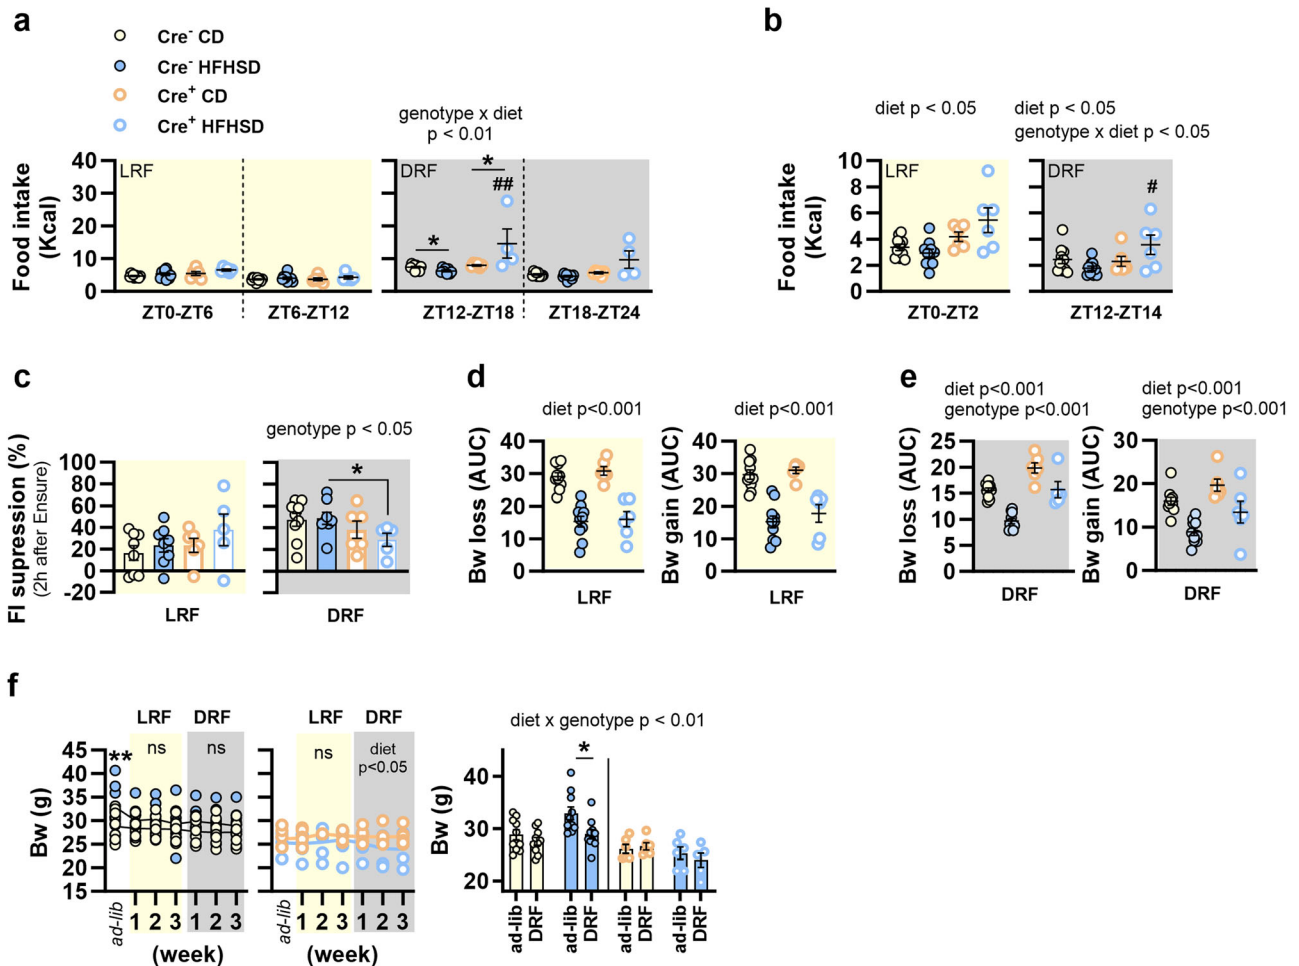 a
Cre⁻ CD
Cre⁻ HFHSD
Cre⁺ CD
Cre⁺ HFHSD
genotype x diet
p < 0.01
Food intake
(Kcal)
40
30
20
10
0
LRF
DRF
*
*
##
ZT0-ZT6
ZT6-ZT12
ZT12-ZT18
ZT18-ZT24
b
diet p < 0.05
diet p < 0.05
genotype x diet p < 0.05
Food intake
(Kcal)
10
8
6
4
2
0
LRF
DRF
#
ZT0-ZT2
ZT12-ZT14
c
genotype p < 0.05
FI supression (%)
(2h after Ensure)
100
80
60
40
20
0
-20
*
LRF
DRF
d
diet p<0.001
diet p<0.001
Bw loss (AUC)
40
30
20
10
0
LRF
Bw gain (AUC)
40
30
20
10
0
LRF
e
diet p<0.001
genotype p<0.001
diet p<0.001
genotype p<0.001
Bw loss (AUC)
25
20
15
10
5
0
DRF
Bw gain (AUC)
30
20
10
0
DRF
f
LRF DRF
LRF DRF
Bw (g)
45
40
35
30
25
20
15
**
ns
ns
ns
diet
p<0.05
ad-lib
1 2 3 1 2 3
(week)
ad-lib
1 2 3 1 2 3
(week)
diet x genotype p < 0.01
Bw (g)
40
30
20
*
ad-lib
DRF
ad-lib
DRF
ad-lib
DRF
ad-lib
DRF